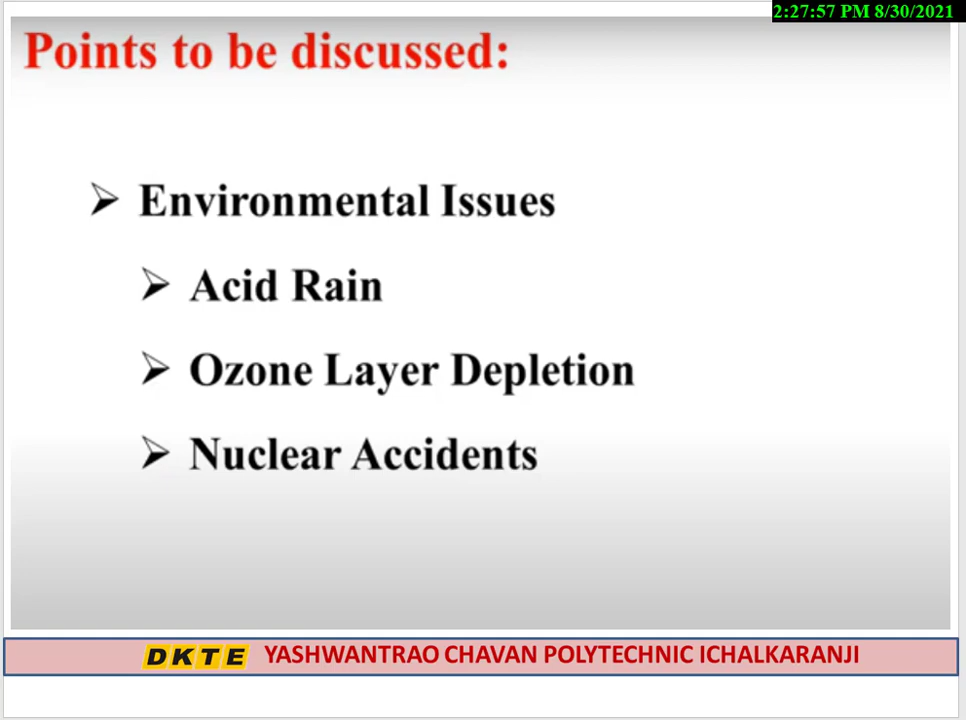 2:27:57 PM 8/30/2021
Points to be discussed:
Environmental Issues
Acid Rain
Ozone Layer Depletion
Nuclear Accidents
DKTE YASHWANTRAO CHAVAN POLYTECHNIC ICHALKARANJI